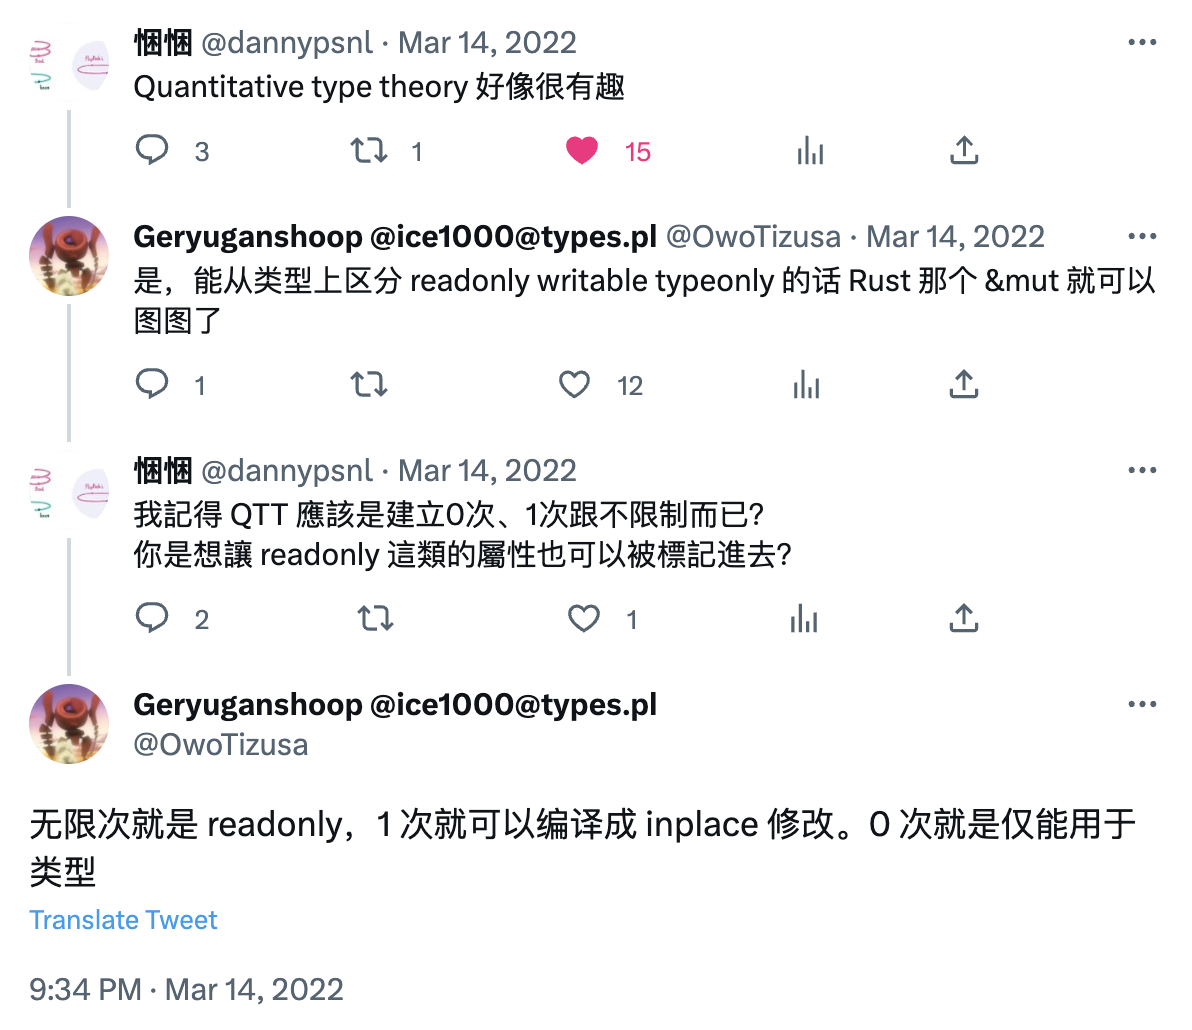 悃悃 @dannypsnl · Mar 14, 2022
Quantitative type theory 好像很有趣
3 1 15
Geryuganshoop @ice1000@types.pl @OwoTizusa · Mar 14, 2022
是，能从类型上区分 readonly writable typeonly 的话 Rust 那个 &mut 就可以
图图了
1 12
悃悃 @dannypsnl · Mar 14, 2022
我記得 QTT 應該是建立0次、1次跟不限制而已?
你是想讓 readonly 這類的屬性也可以被標記進去?
2 1
Geryuganshoop @ice1000@types.pl
@OwoTizusa
无限次就是 readonly，1 次就可以编译成 inplace 修改。0 次就是仅能用于
类型
Translate Tweet
9:34 PM · Mar 14, 2022